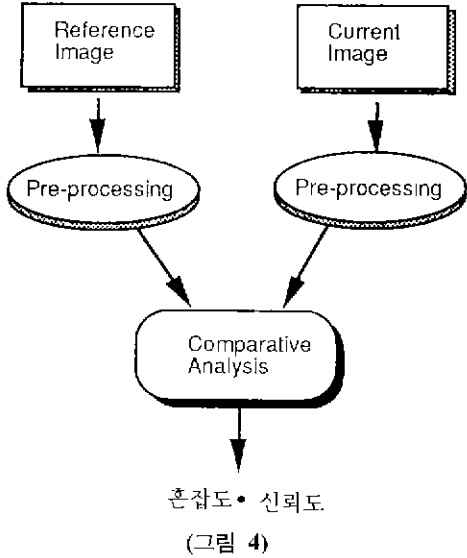 Reference
Image
Current
Image
Pre-processing
Pre-processing
Comparative
Analysis
혼잡도• 신뢰도
(그림 4)